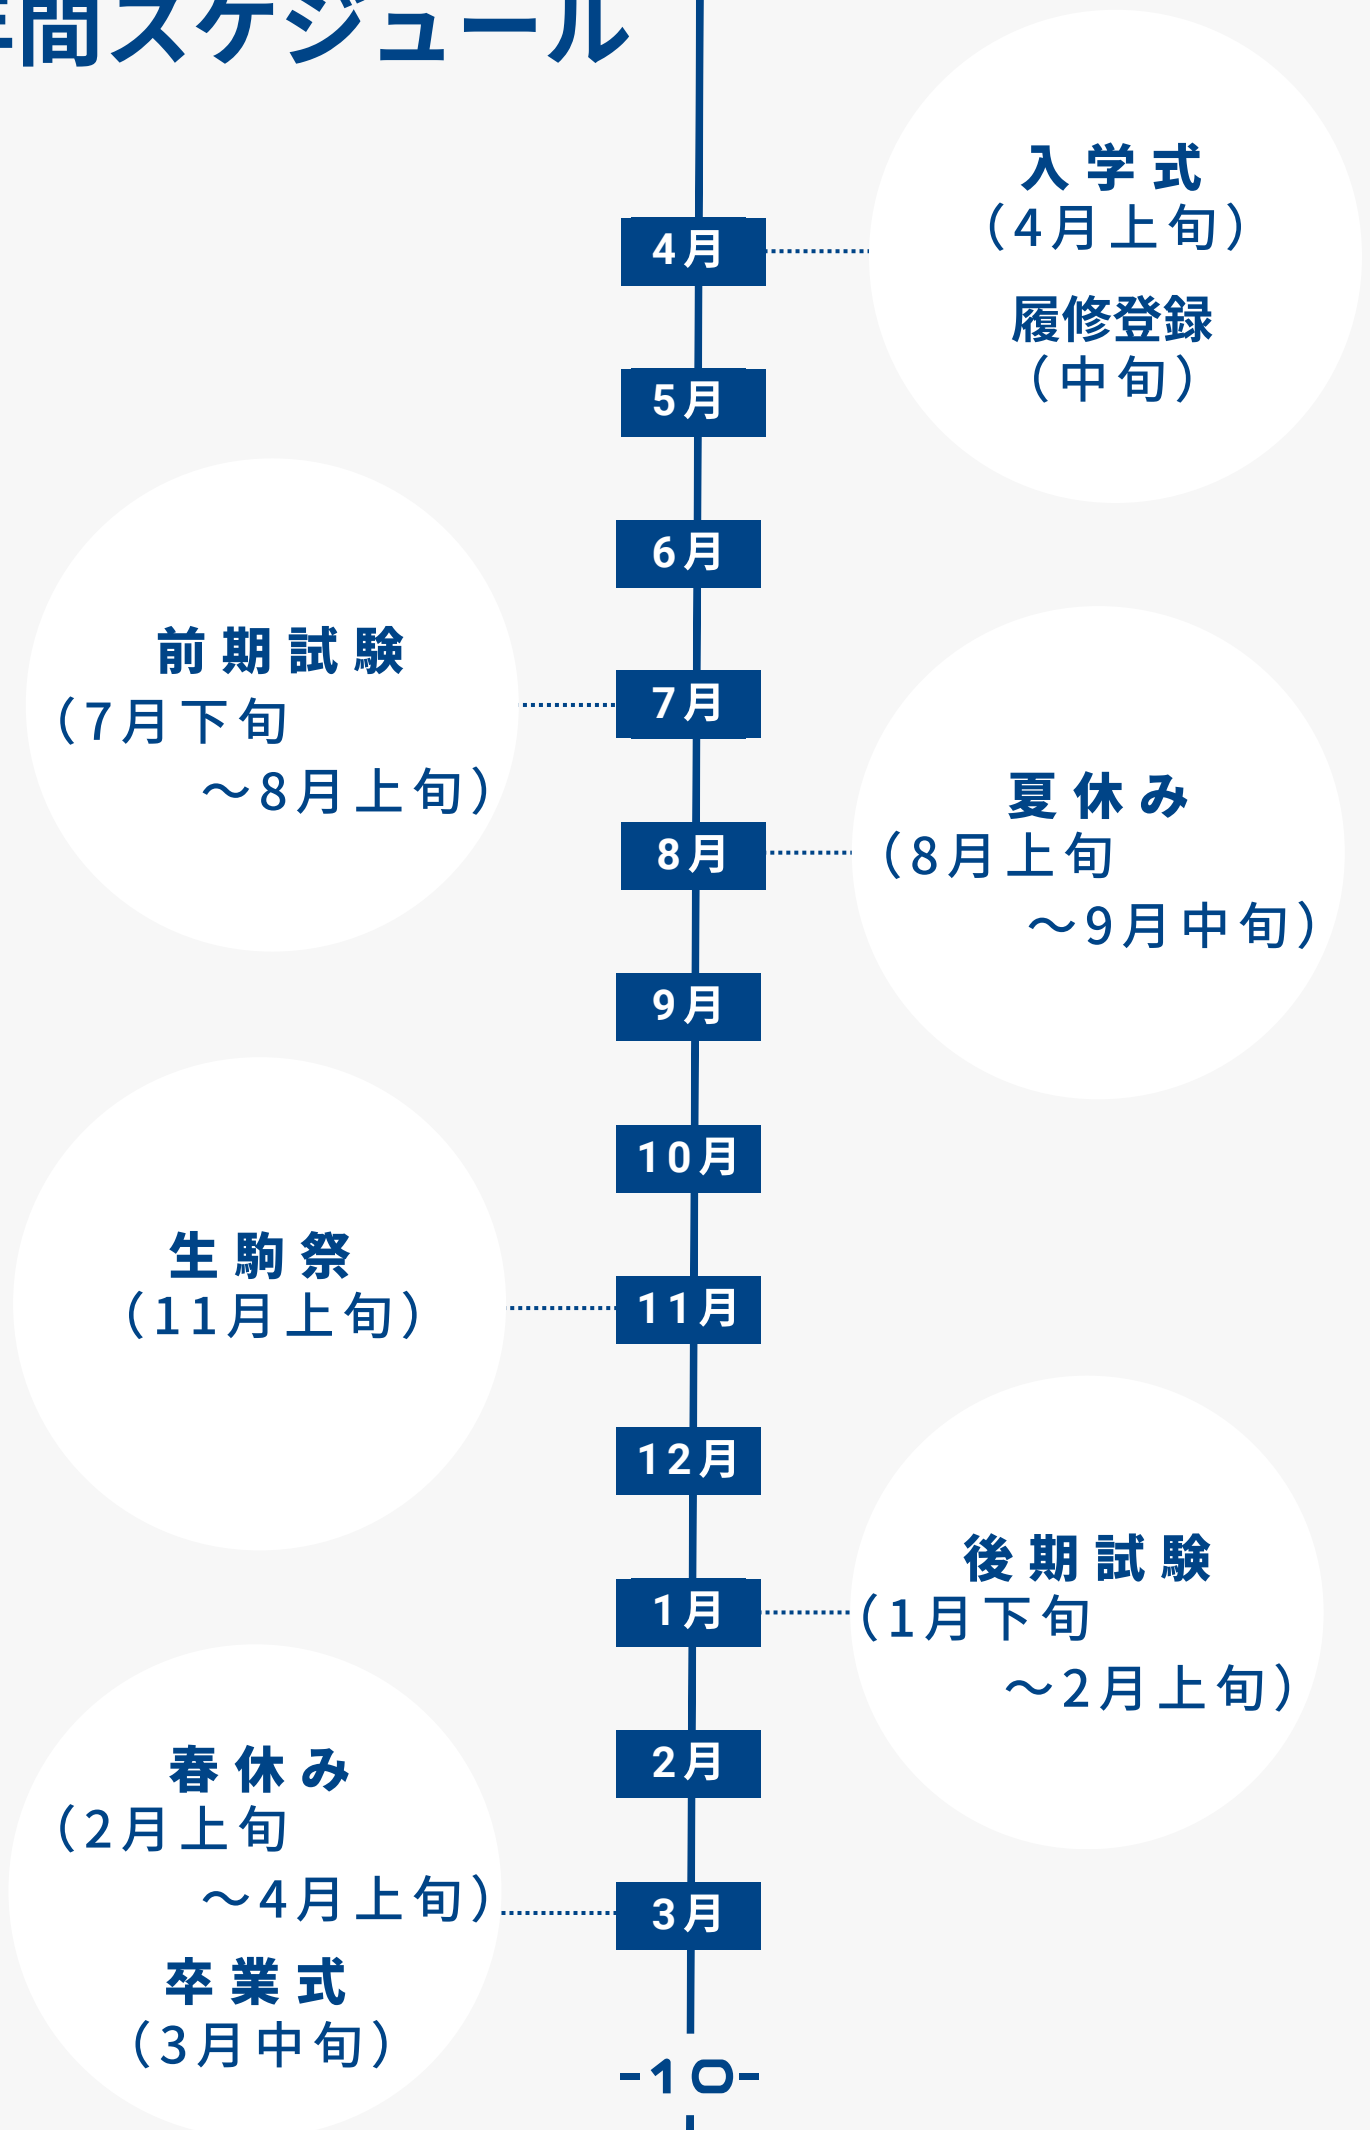 年間スケジュール
4月
入学式
（4月上旬）
履修登録
（中旬）
5月
6月
7月
前期試験
（7月下旬
～8月上旬）
8月
夏休み
（8月上旬
～9月中旬）
9月
10月
11月
生駒祭
（11月上旬）
12月
1月
後期試験
（1月下旬
～2月上旬）
2月
3月
春休み
（2月上旬
～4月上旬）
卒業式
（3月中旬）
-10-